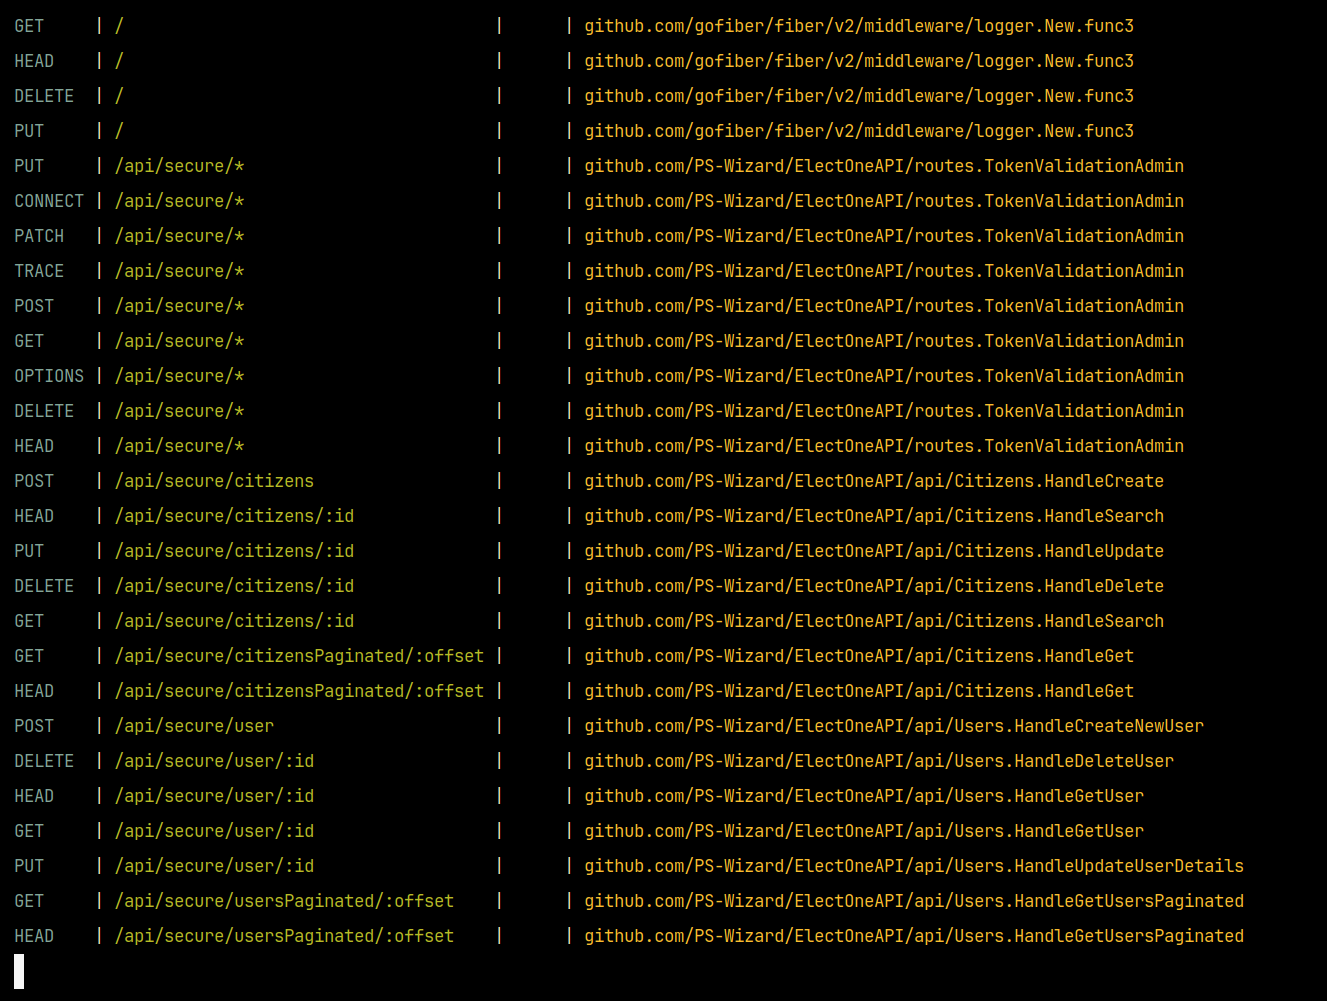 GET | / | | github.com/gofiber/fiber/v2/middleware/logger.New.func3
HEAD | / | | github.com/gofiber/fiber/v2/middleware/logger.New.func3
DELETE | / | | github.com/gofiber/fiber/v2/middleware/logger.New.func3
PUT | / | | github.com/gofiber/fiber/v2/middleware/logger.New.func3
PUT | /api/secure/* | | github.com/PS-Wizard/ElectOneAPI/routes.TokenValidationAdmin
CONNECT | /api/secure/* | | github.com/PS-Wizard/ElectOneAPI/routes.TokenValidationAdmin
PATCH | /api/secure/* | | github.com/PS-Wizard/ElectOneAPI/routes.TokenValidationAdmin
TRACE | /api/secure/* | | github.com/PS-Wizard/ElectOneAPI/routes.TokenValidationAdmin
POST | /api/secure/* | | github.com/PS-Wizard/ElectOneAPI/routes.TokenValidationAdmin
GET | /api/secure/* | | github.com/PS-Wizard/ElectOneAPI/routes.TokenValidationAdmin
OPTIONS | /api/secure/* | | github.com/PS-Wizard/ElectOneAPI/routes.TokenValidationAdmin
DELETE | /api/secure/* | | github.com/PS-Wizard/ElectOneAPI/routes.TokenValidationAdmin
HEAD | /api/secure/* | | github.com/PS-Wizard/ElectOneAPI/routes.TokenValidationAdmin
POST | /api/secure/citizens | | github.com/PS-Wizard/ElectOneAPI/api/Citizens.HandleCreate
HEAD | /api/secure/citizens/:id | | github.com/PS-Wizard/ElectOneAPI/api/Citizens.HandleSearch
PUT | /api/secure/citizens/:id | | github.com/PS-Wizard/ElectOneAPI/api/Citizens.HandleUpdate
DELETE | /api/secure/citizens/:id | | github.com/PS-Wizard/ElectOneAPI/api/Citizens.HandleDelete
GET | /api/secure/citizens/:id | | github.com/PS-Wizard/ElectOneAPI/api/Citizens.HandleSearch
GET | /api/secure/citizensPaginated/:offset | | github.com/PS-Wizard/ElectOneAPI/api/Citizens.HandleGet
HEAD | /api/secure/citizensPaginated/:offset | | github.com/PS-Wizard/ElectOneAPI/api/Citizens.HandleGet
POST | /api/secure/user | | github.com/PS-Wizard/ElectOneAPI/api/Users.HandleCreateNewUser
DELETE | /api/secure/user/:id | | github.com/PS-Wizard/ElectOneAPI/api/Users.HandleDeleteUser
HEAD | /api/secure/user/:id | | github.com/PS-Wizard/ElectOneAPI/api/Users.HandleGetUser
GET | /api/secure/user/:id | | github.com/PS-Wizard/ElectOneAPI/api/Users.HandleGetUser
PUT | /api/secure/user/:id | | github.com/PS-Wizard/ElectOneAPI/api/Users.HandleUpdateUserDetails
GET | /api/secure/usersPaginated/:offset | | github.com/PS-Wizard/ElectOneAPI/api/Users.HandleGetUsersPaginated
HEAD | /api/secure/usersPaginated/:offset | | github.com/PS-Wizard/ElectOneAPI/api/Users.HandleGetUsersPaginated